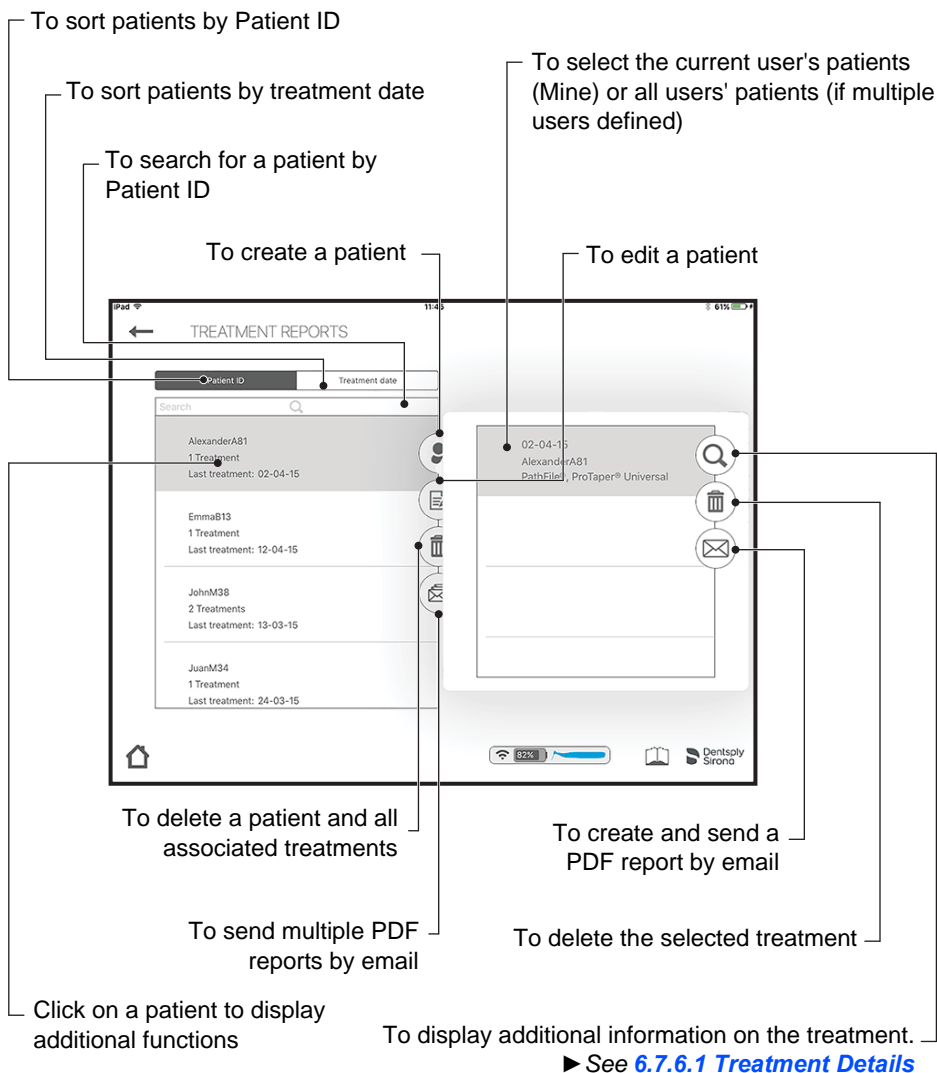 To sort patients by Patient ID
To select the current user's patients
(Mine) or all users' patients (if multiple
users defined)
To sort patients by treatment date
To search for a patient by
Patient ID
To create a patient
To edit a patient
iPad
11:45
61%
TREATMENT REPORTS
Patient ID
Treatment date
Search
AlexanderA81
1 Treatment
Last treatment: 02-04-15
EmmaB13
1 Treatment
Last treatment: 12-04-15
JohnM38
2 Treatments
Last treatment: 13-03-15
JuanM34
1 Treatment
Last treatment: 24-03-15
02-04-15
AlexanderA81
PathFile®, ProTaper® Universal
82%
Dentsply
Sirona
To delete a patient and all
associated treatments
To create and send a
PDF report by email
To send multiple PDF
reports by email
To delete the selected treatment
Click on a patient to display
additional functions
To display additional information on the treatment.
►See 6.7.6.1 Treatment Details